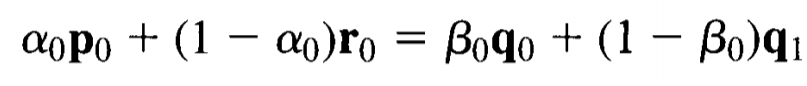 α₀p₀ + (1 − α₀)r₀ = β₀q₀ + (1 − β₀)q₁